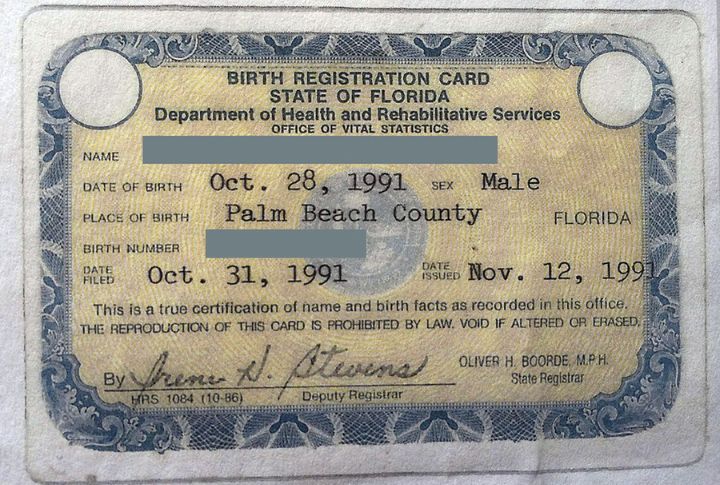 BIRTH REGISTRATION CARD
STATE OF FLORIDA
Department of Health and Rehabilitative Services
OFFICE OF VITAL STATISTICS
NAME
DATE OF BIRTH Oct. 28, 1991 SEX Male
PLACE OF BIRTH Palm Beach County FLORIDA
BIRTH NUMBER
DATE FILED Oct. 31, 1991 DATE ISSUED Nov. 12, 1991
This is a true certification of name and birth facts as recorded in this office.
THE REPRODUCTION OF THIS CARD IS PROHIBITED BY LAW. VOID IF ALTERED OR ERASED.
By Irene H. Stevens OLIVER H. BOORDE, M.P.H.
HRS 1084 (10-86) Deputy Registrar State Registrar